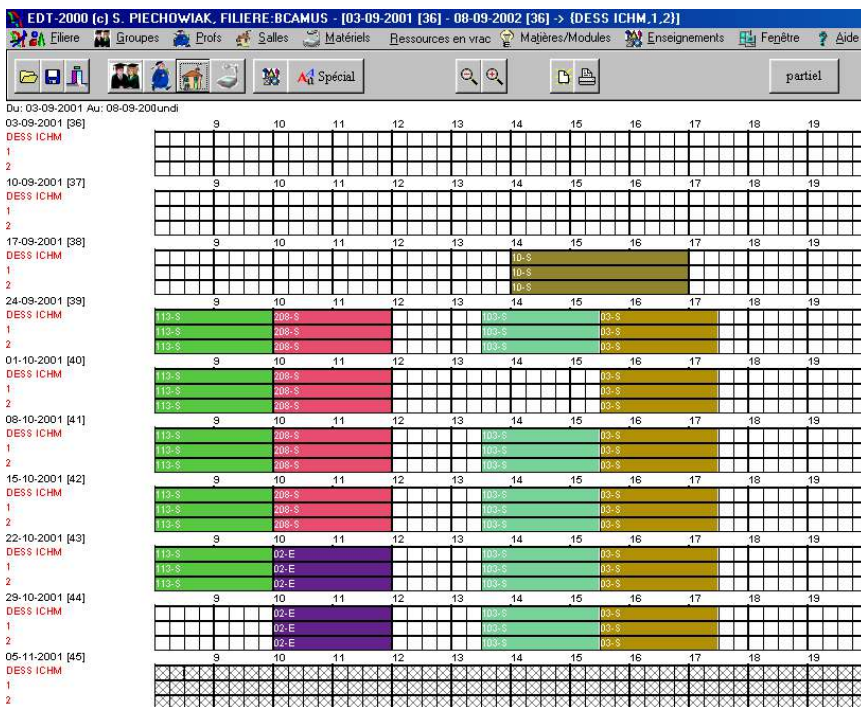 EDT-2000 (c) S. PIECHOWIAK, FILIERE:BCAMUS - [03-09-2001 [36] - 08-09-2002 [36] -> {DESS ICHM,1,2}]
Filiere Groupes Profs Salles Matériels Ressources en vrac Matières/Modules Enseignements Fenêtre ? Aide
Spécial partiel
Du: 03-09-2001 Au: 08-09-200undi
03-09-2001 [36] 9 10 11 12 13 14 15 16 17 18 19
DESS ICHM
1
2
10-09-2001 [37] 9 10 11 12 13 14 15 16 17 18 19
DESS ICHM
1
2
17-09-2001 [38] 9 10 11 12 13 14 15 16 17 18 19
DESS ICHM 10-S
1 10-S
2 10-S
24-09-2001 [39] 9 10 11 12 13 14 15 16 17 18 19
DESS ICHM 113-S 208-S 103-S 03-S
1 113-S 208-S 103-S 03-S
2 113-S 208-S 103-S 03-S
01-10-2001 [40] 9 10 11 12 13 14 15 16 17 18 19
DESS ICHM 113-S 208-S 03-S
1 113-S 208-S 03-S
2 113-S 208-S 03-S
08-10-2001 [41] 9 10 11 12 13 14 15 16 17 18 19
DESS ICHM 113-S 208-S 103-S 03-S
1 113-S 208-S 103-S 03-S
2 113-S 208-S 103-S 03-S
15-10-2001 [42] 9 10 11 12 13 14 15 16 17 18 19
DESS ICHM 113-S 208-S 103-S 03-S
1 113-S 208-S 103-S 03-S
2 113-S 208-S 103-S 03-S
22-10-2001 [43] 9 10 11 12 13 14 15 16 17 18 19
DESS ICHM 113-S 02-E 103-S 03-S
1 113-S 02-E 103-S 03-S
2 113-S 02-E 103-S 03-S
29-10-2001 [44] 9 10 11 12 13 14 15 16 17 18 19
DESS ICHM 02-E 103-S 03-S
1 02-E 103-S 03-S
2 02-E 103-S 03-S
05-11-2001 [45] 9 10 11 12 13 14 15 16 17 18 19
DESS ICHM
1
2